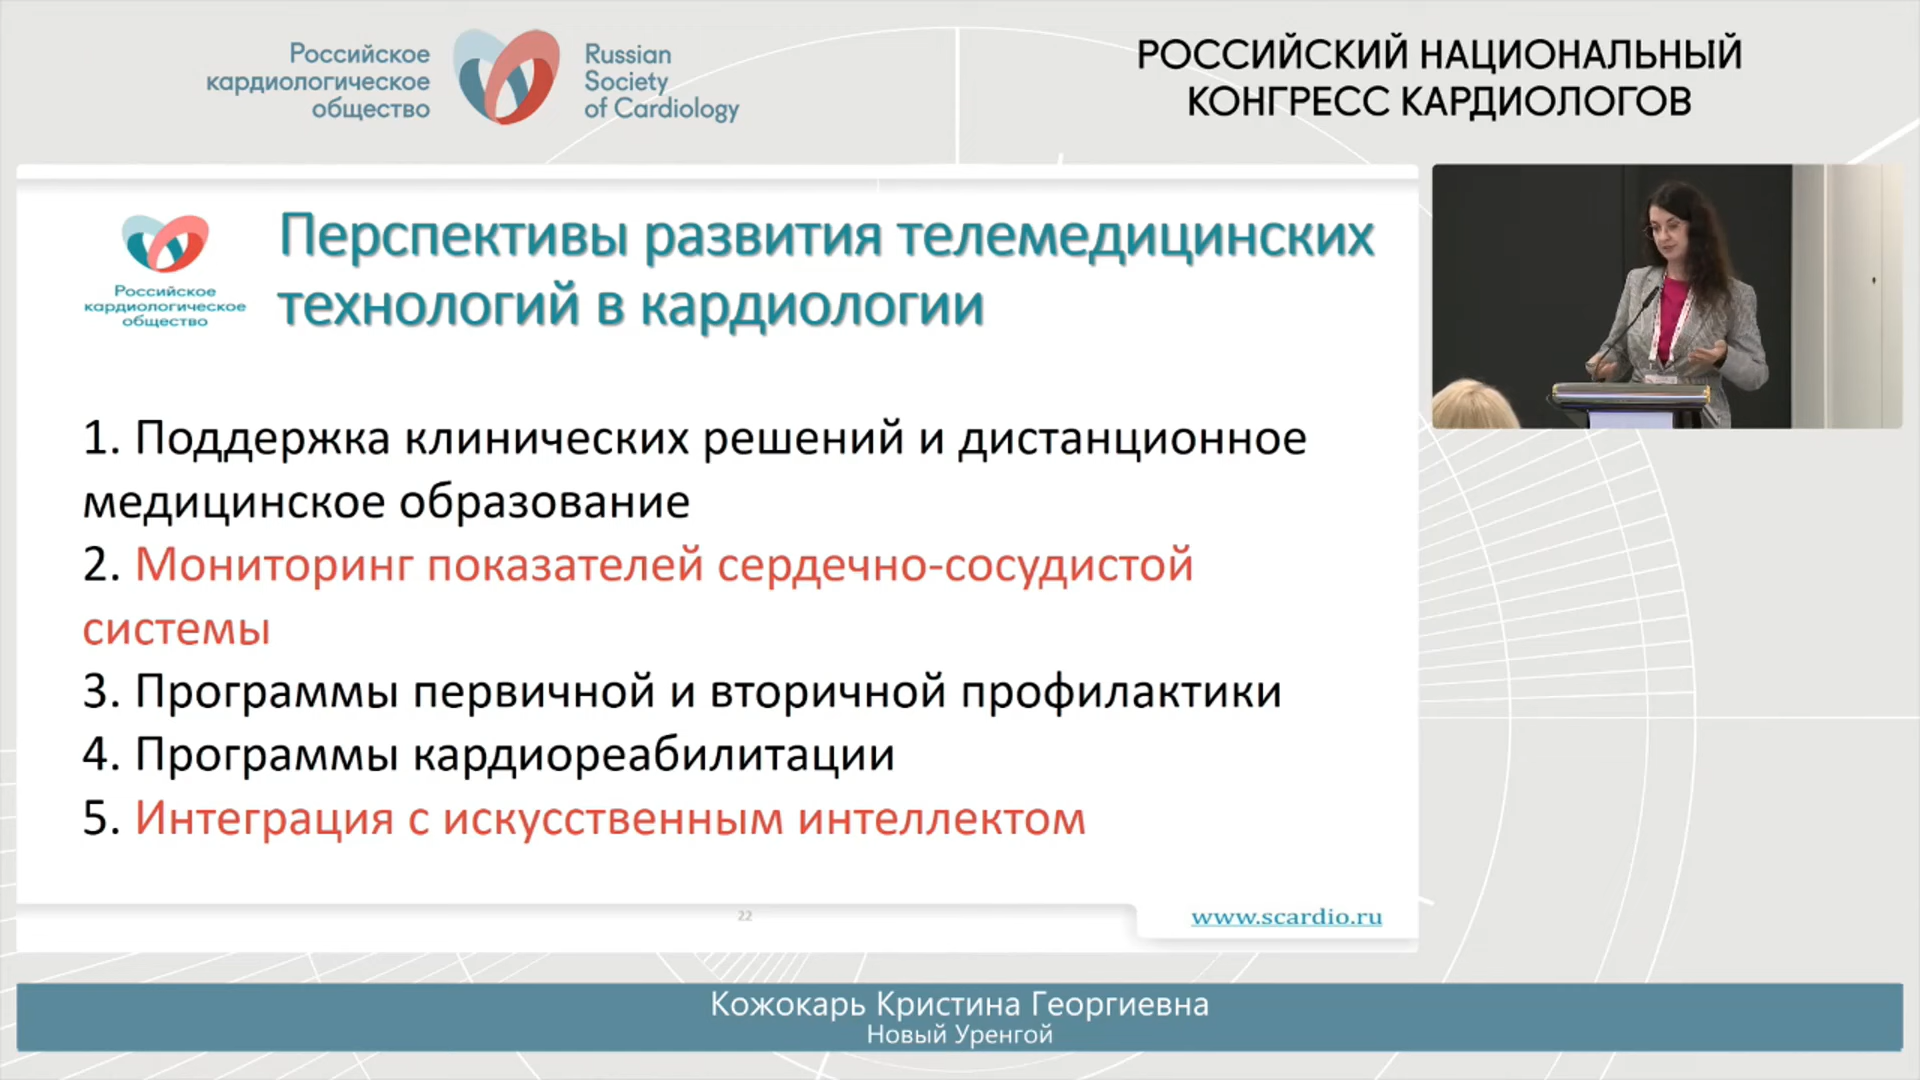 Российское
кардиологическое
общество
Russian
Society
of Cardiology
РОССИЙСКИЙ НАЦИОНАЛЬНЫЙ
КОНГРЕСС КАРДИОЛОГОВ
Российское
кардиологическое
общество
Перспективы развития телемедицинских
технологий в кардиологии
1. Поддержка клинических решений и дистанционное
медицинское образование
2. Мониторинг показателей сердечно-сосудистой
системы
3. Программы первичной и вторичной профилактики
4. Программы кардиореабилитации
5. Интеграция с искусственным интеллектом
22
www.scardio.ru
Кожокарь Кристина Георгиевна
Новый Уренгой